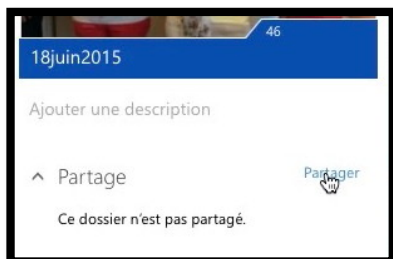 46
18juin2015
Ajouter une description
Partage Partager
Ce dossier n'est pas partagé.